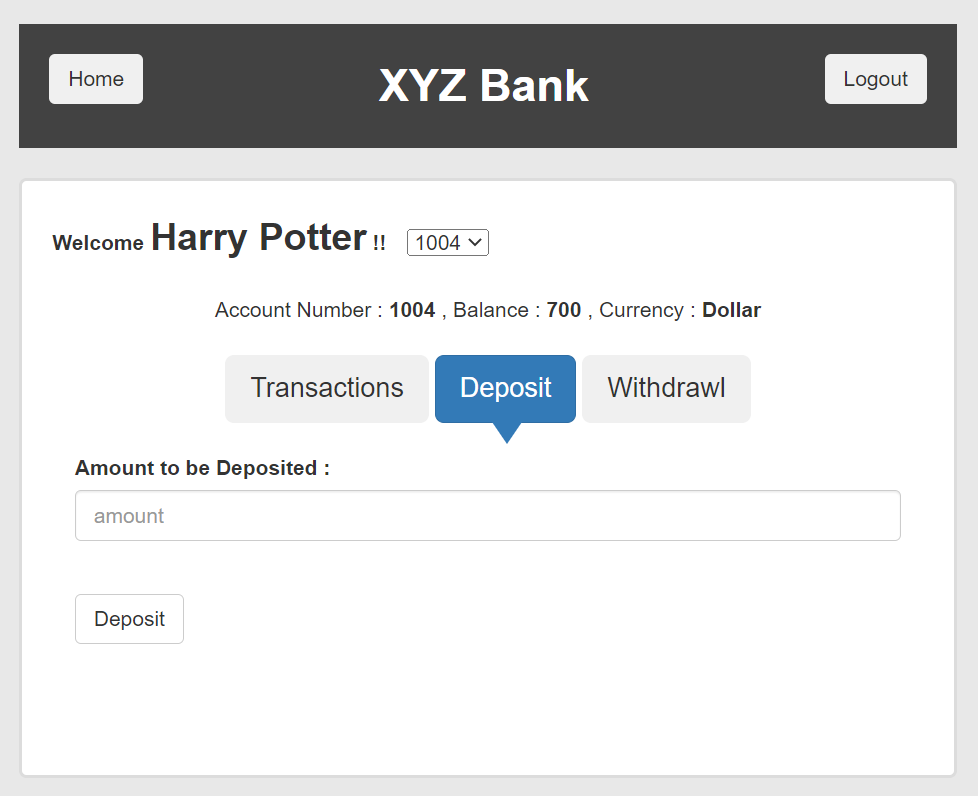 Home XYZ Bank Logout
Welcome Harry Potter !! 1004
Account Number : 1004 , Balance : 700 , Currency : Dollar
Transactions Deposit Withdrawl
Amount to be Deposited :
amount
Deposit